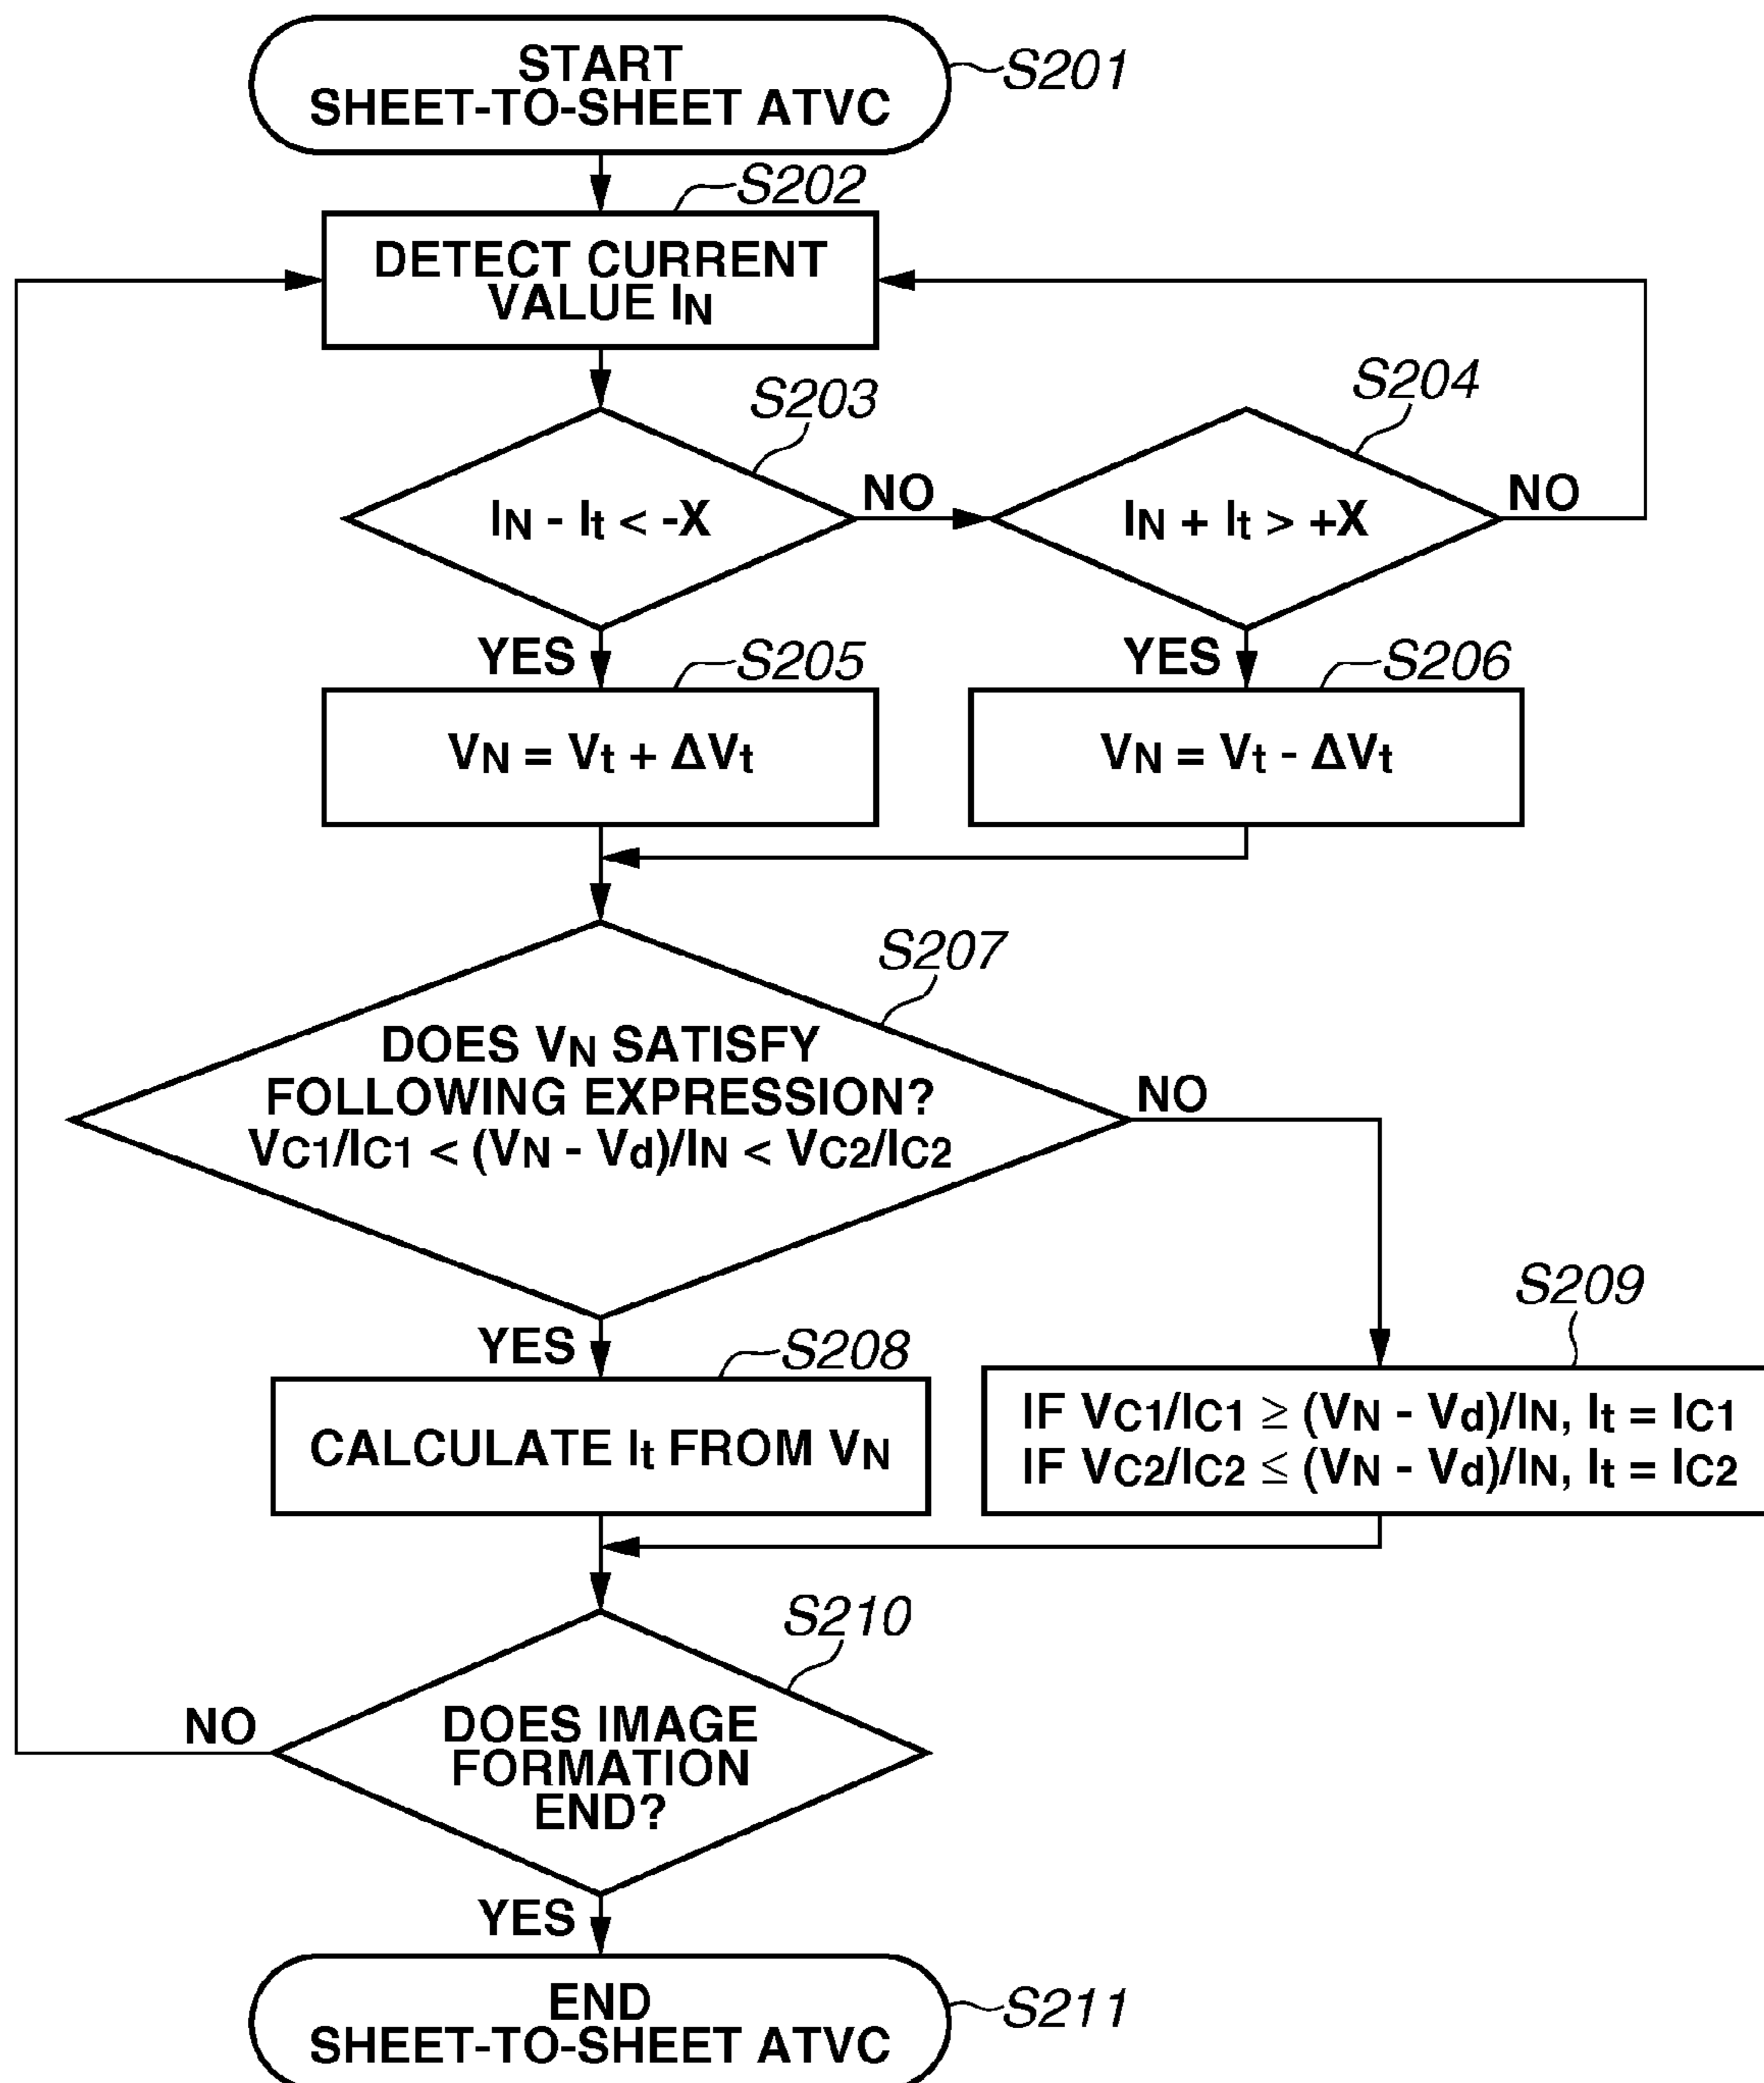 START
SHEET-TO-SHEET ATVC
S201
S202
DETECT CURRENT
VALUE IN
S203
IN - It < -X
NO
S204
IN + It > +X
NO
YES
S205
VN = Vt + ΔVt
YES
S206
VN = Vt - ΔVt
S207
DOES VN SATISFY
FOLLOWING EXPRESSION?
VC1/IC1 < (VN - Vd)/IN < VC2/IC2
NO
YES
S208
CALCULATE It FROM VN
S209
IF VC1/IC1 ≥ (VN - Vd)/IN, It = IC1
IF VC2/IC2 ≤ (VN - Vd)/IN, It = IC2
S210
DOES IMAGE
FORMATION
END?
NO
YES
END
SHEET-TO-SHEET ATVC
S211